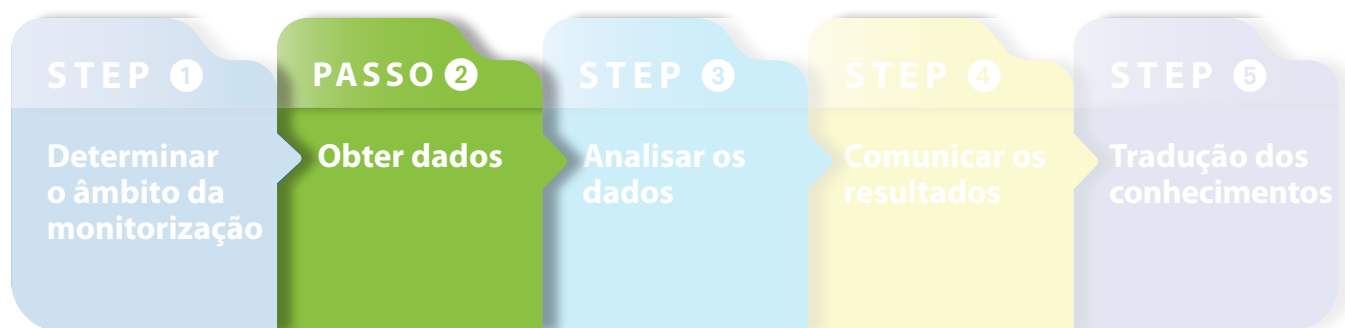 STEP 1
Determinar
o âmbito da
monitorização
PASSO 2
Obter dados
STEP 3
Analisar os
dados
STEP 4
Comunicar os
resultados
STEP 5
Tradução dos
conhecimentos